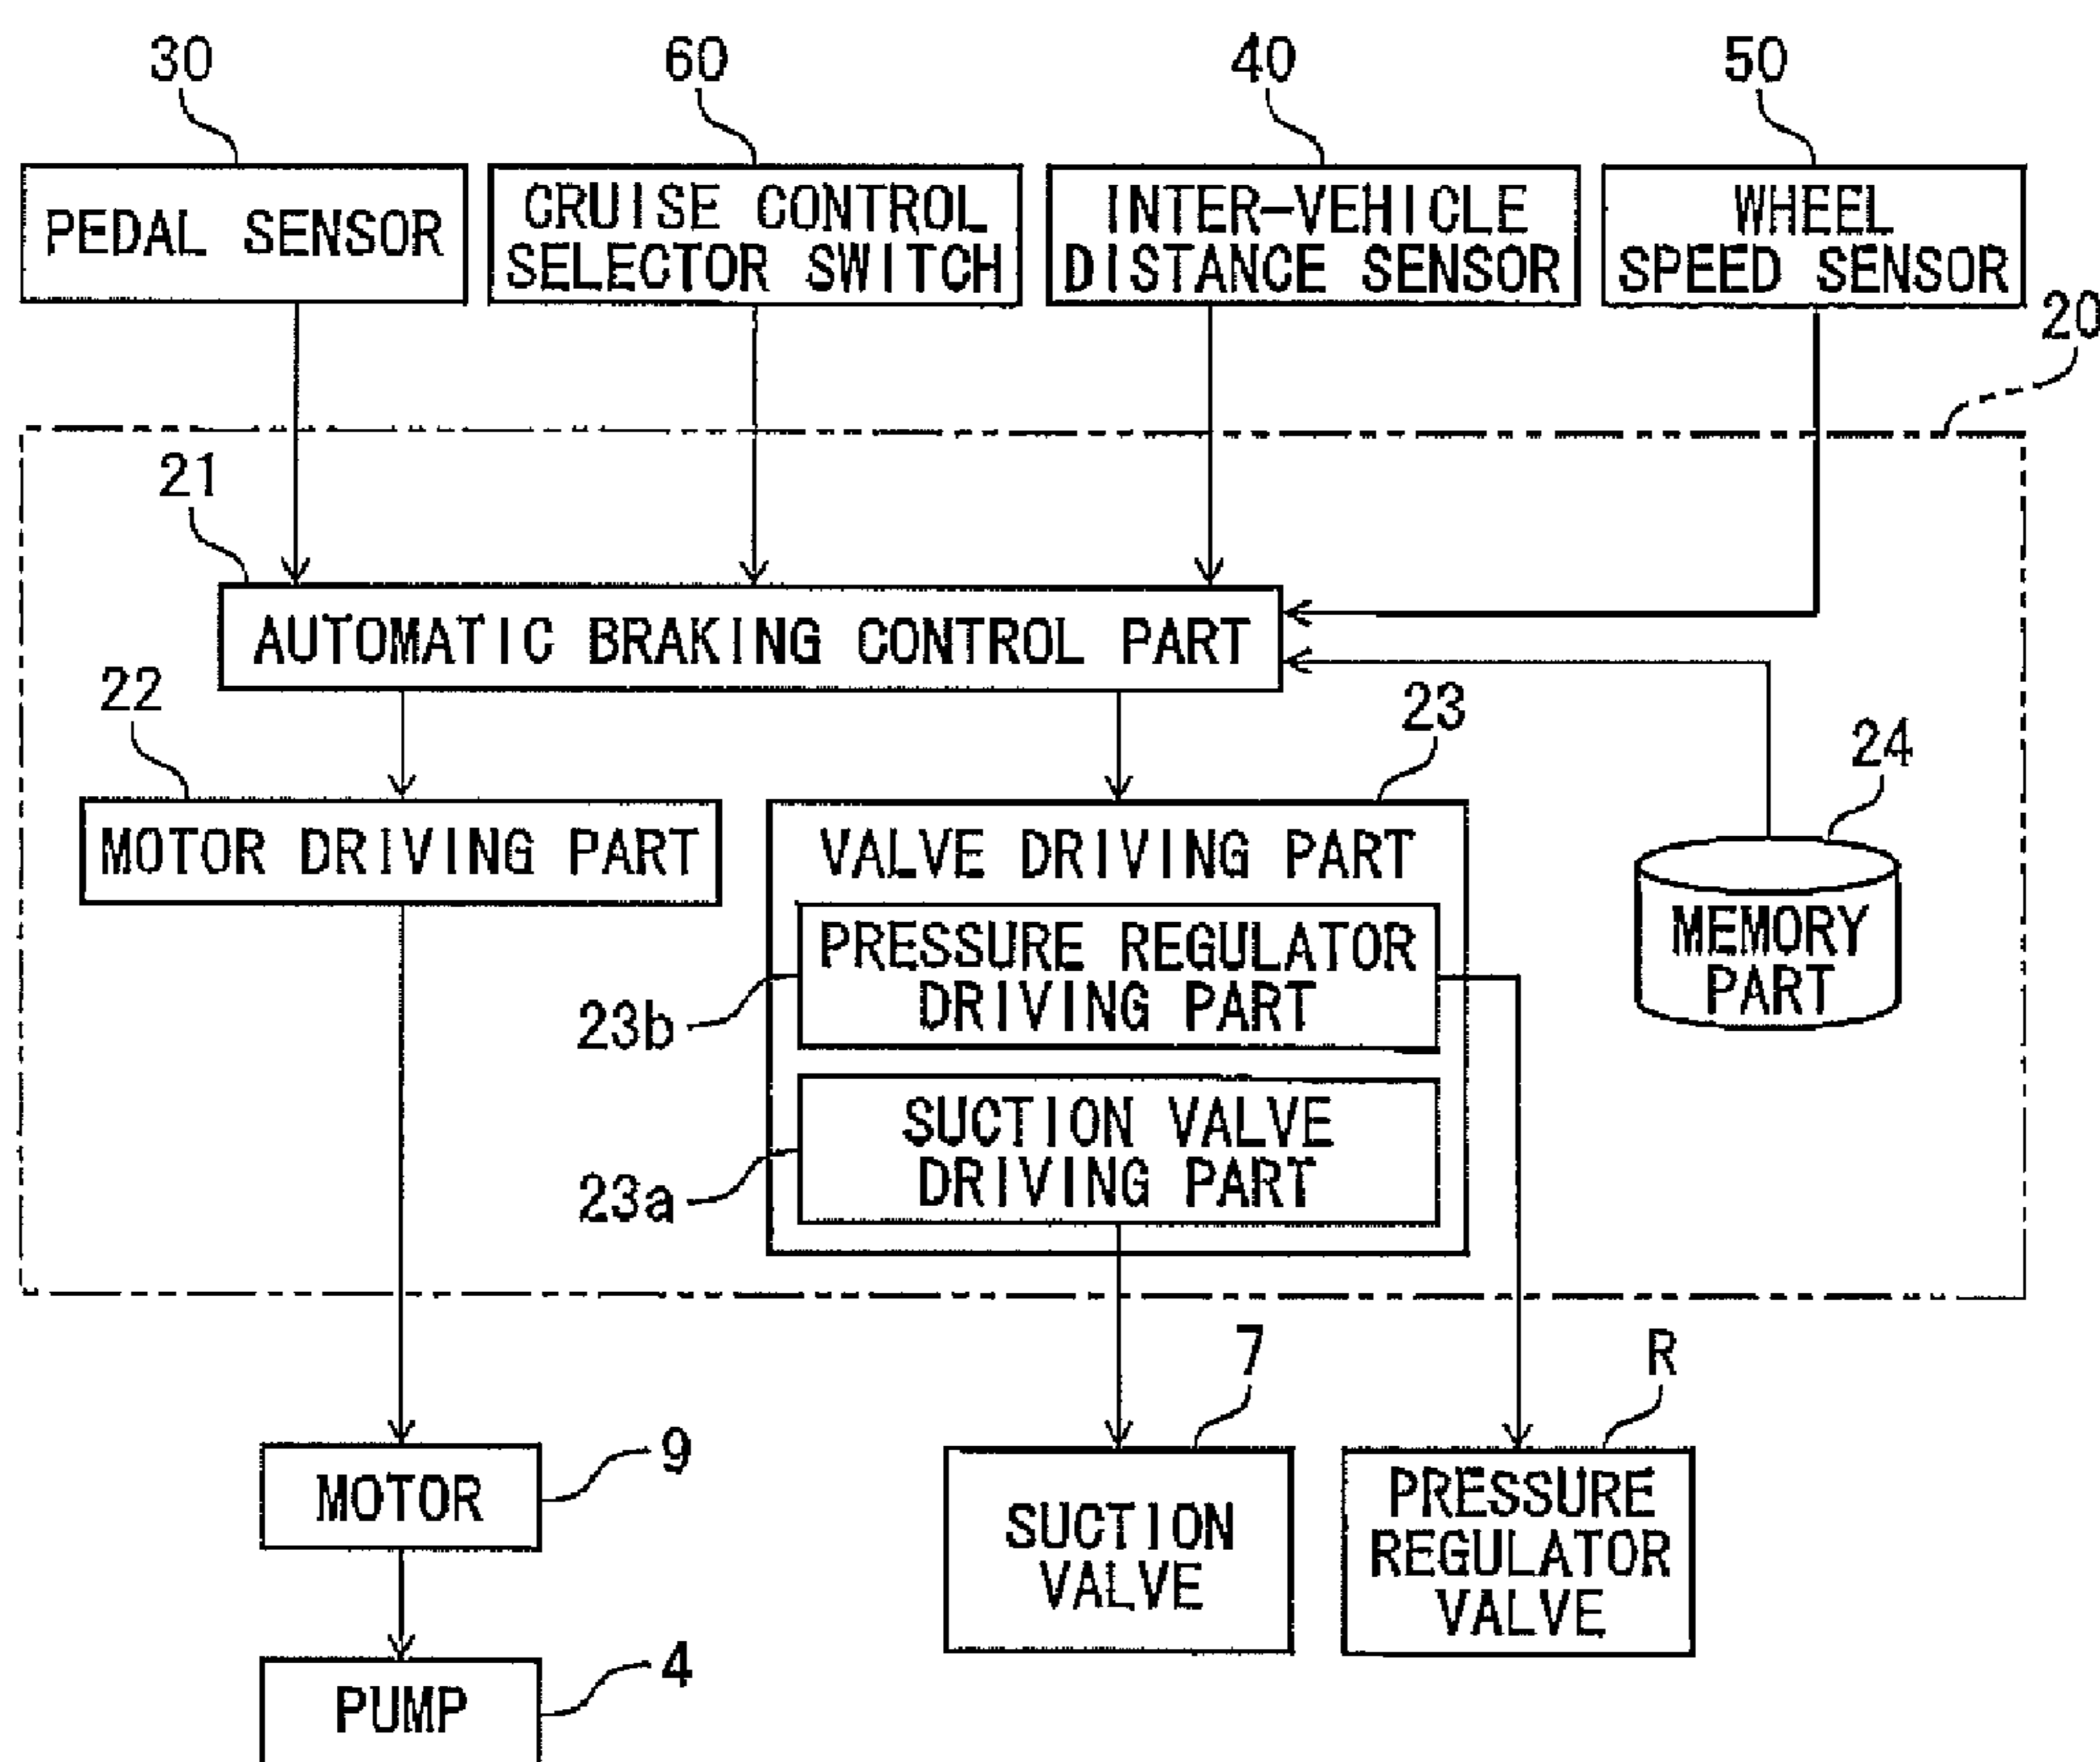 30
60
40
50
PEDAL SENSOR
CRUISE CONTROL
SELECTOR SWITCH
INTER-VEHICLE
DISTANCE SENSOR
WHEEL
SPEED SENSOR
20
21
AUTOMATIC BRAKING CONTROL PART
22
23
24
MOTOR DRIVING PART
VALVE DRIVING PART
PRESSURE REGULATOR
DRIVING PART
23b
MEMORY
PART
SUCTION VALVE
DRIVING PART
23a
7
R
MOTOR
9
SUCTION
VALVE
PRESSURE
REGULATOR
VALVE
PUMP
4